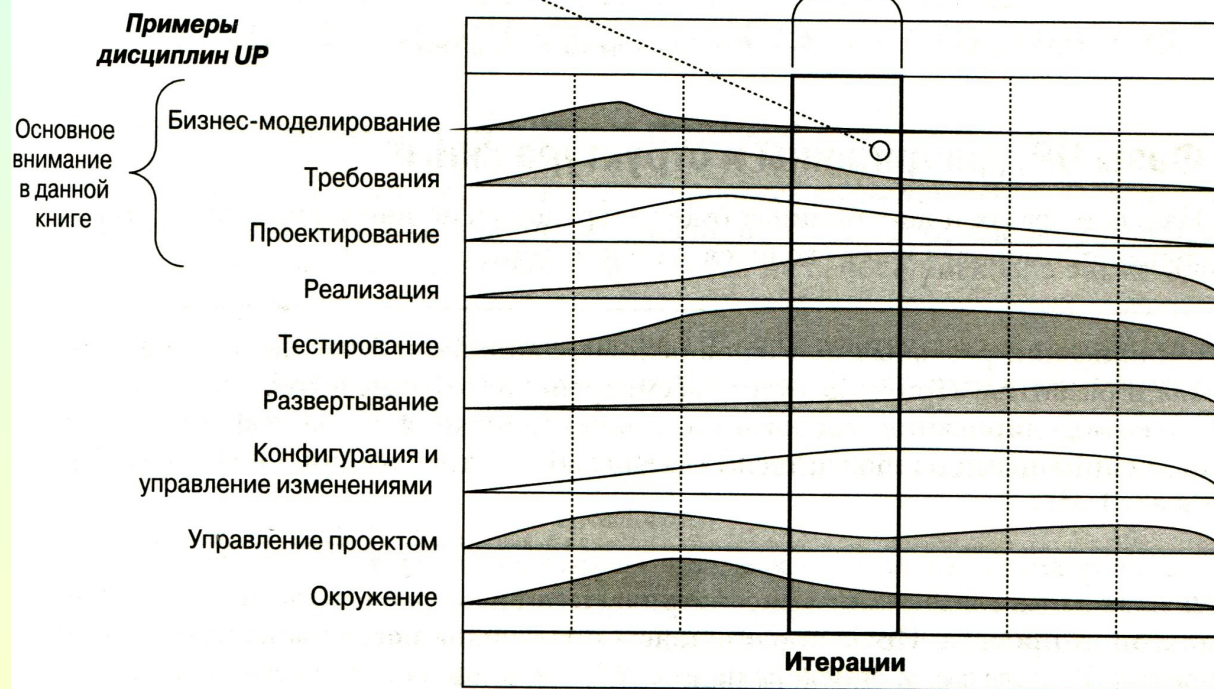 Примеры
дисциплин UP
Основное
внимание
в данной
книге
Бизнес-моделирование
Требования
Проектирование
Реализация
Тестирование
Развертывание
Конфигурация и
управление изменениями
Управление проектом
Окружение
Итерации